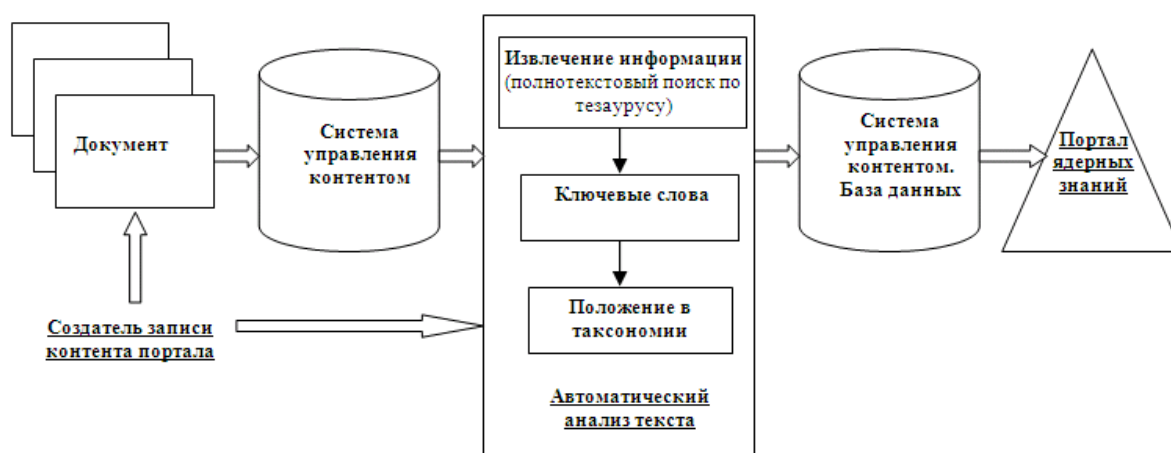 Документ
Система
управления
контентом
Извлечение информации
(полнотекстовый поиск по
тезаурусу)
Ключевые слова
Положение в
таксономии
Автоматический
анализ текста
Система
управления
контентом.
База данных
Портал
ядерных
знаний
Создатель записи
контента портала